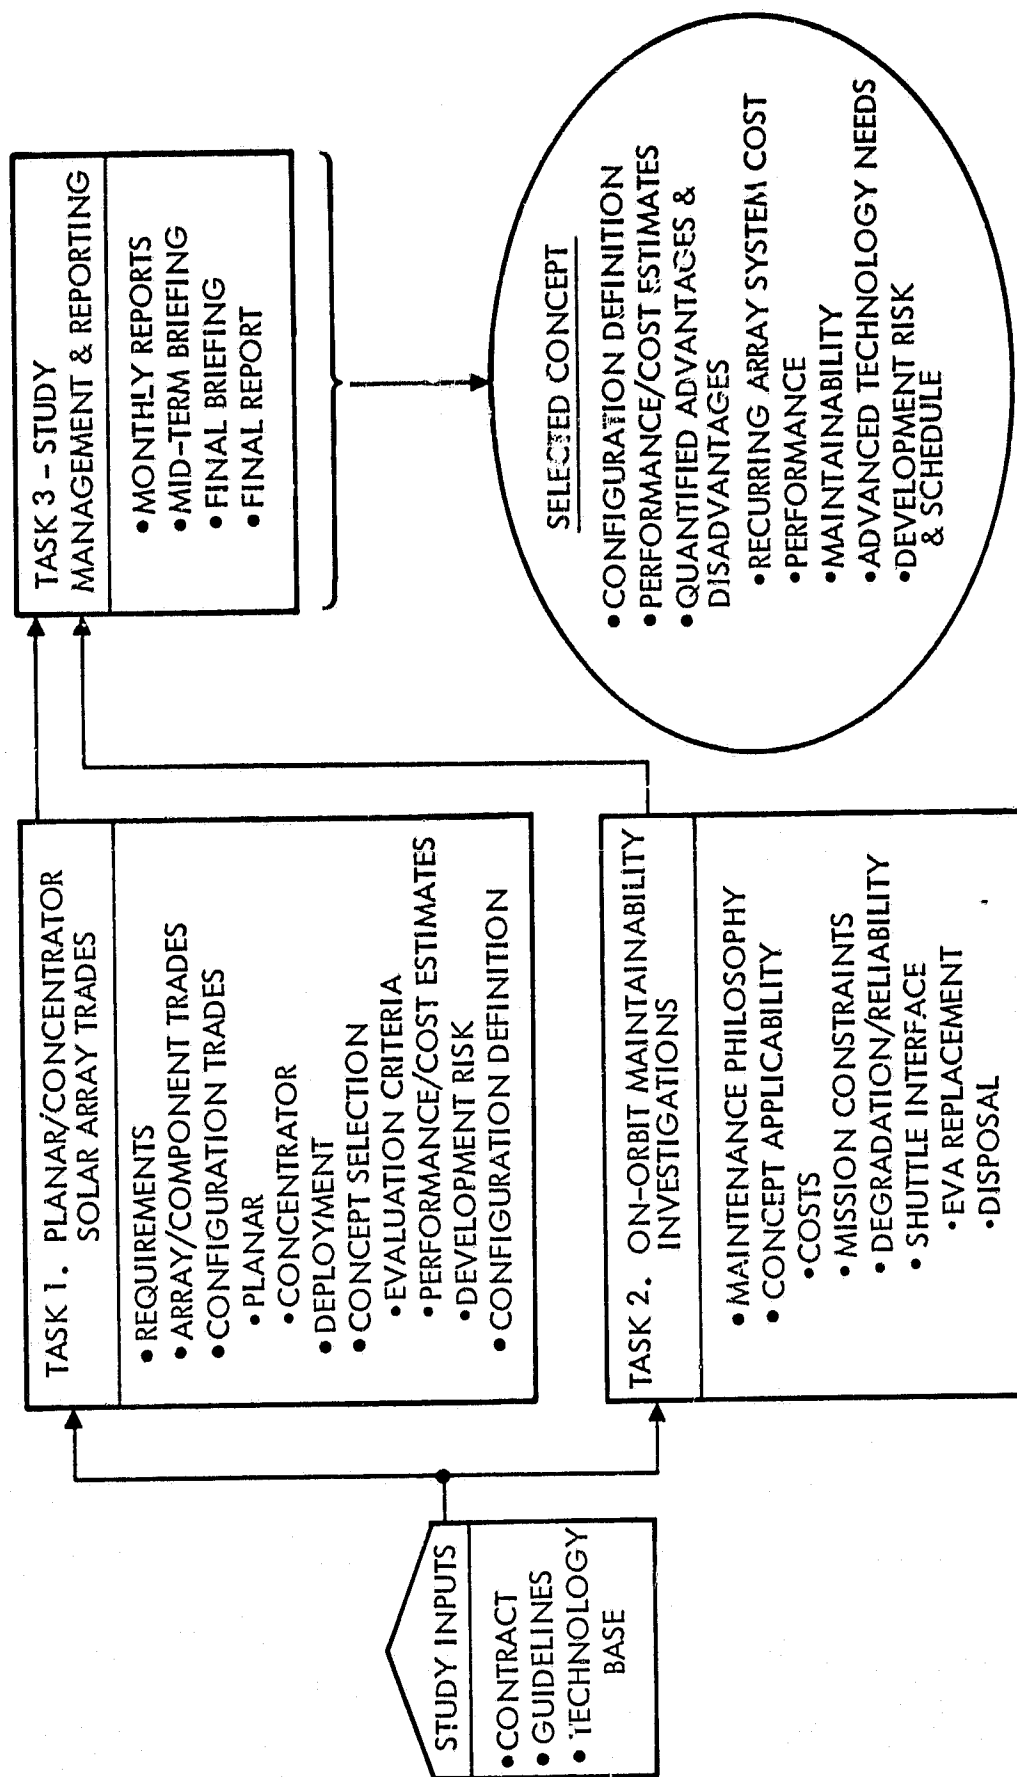 STUDY INPUTS
• CONTRACT
• GUIDELINES
• TECHNOLOGY
BASE
TASK 1. PLANAR/CONCENTRATOR
SOLAR ARRAY TRADES
• REQUIREMENTS
• ARRAY/COMPONENT TRADES
• CONFIGURATION TRADES
• PLANAR
• CONCENTRATOR
• DEPLOYMENT
• CONCEPT SELECTION
• EVALUATION CRITERIA
• PERFORMANCE/COST ESTIMATES
• DEVELOPMENT RISK
• CONFIGURATION DEFINITION
TASK 2. ON-ORBIT MAINTAINABILITY
INVESTIGATIONS
• MAINTENANCE PHILOSOPHY
• CONCEPT APPLICABILITY
• COSTS
• MISSION CONSTRAINTS
• DEGRADATION/RELIABILITY
• SHUTTLE INTERFACE
• EVA REPLACEMENT
• DISPOSAL
TASK 3 - STUDY
MANAGEMENT & REPORTING
• MONTHLY REPORTS
• MID-TERM BRIEFING
• FINAL BRIEFING
• FINAL REPORT
SELECTED CONCEPT
• CONFIGURATION DEFINITION
• PERFORMANCE/COST ESTIMATES
• QUANTIFIED ADVANTAGES &
DISADVANTAGES
• RECURRING ARRAY SYSTEM COST
• PERFORMANCE
• MAINTAINABILITY
• ADVANCED TECHNOLOGY NEEDS
• DEVELOPMENT RISK
& SCHEDULE